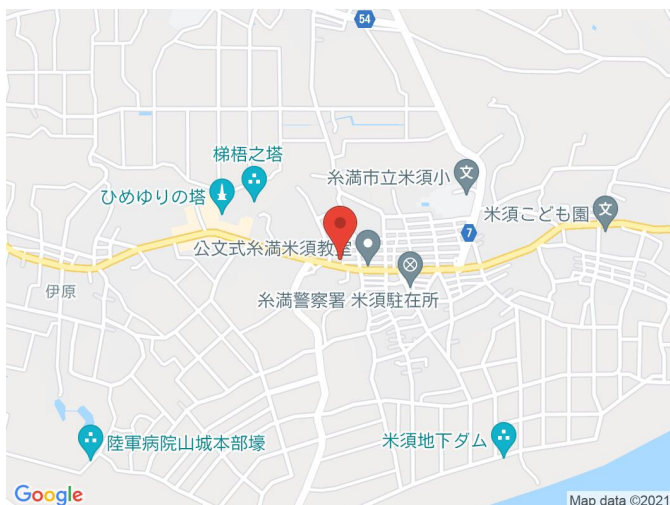 54
梯梧之塔
糸満市立米須小
文
ひめゆりの塔
米須こども園
文
7
公文式糸満米須教室
伊原
糸満警察署 米須駐在所
陸軍病院山城本部壕
米須地下ダム
Google
Map data ©2021